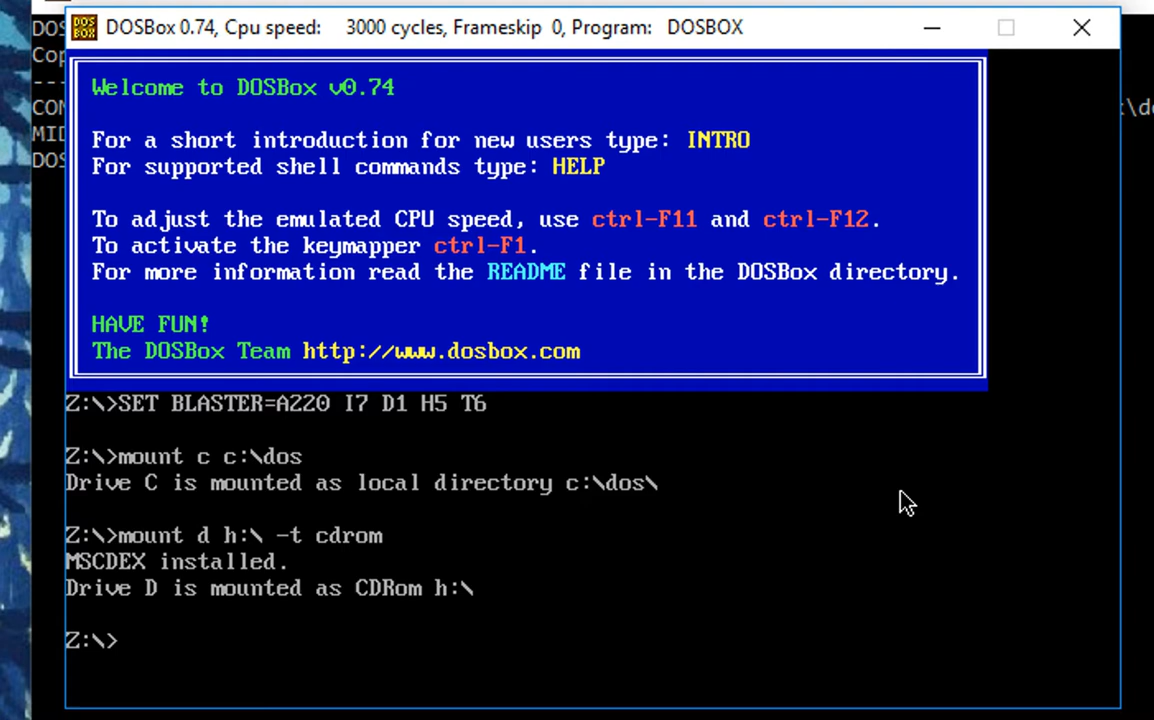 DOSBox 0.74, Cpu speed: 3000 cycles, Frameskip 0, Program: DOSBOX
Welcome to DOSBox v0.74
For a short introduction for new users type: INTRO
For supported shell commands type: HELP
To adjust the emulated CPU speed, use ctrl-F11 and ctrl-F12.
To activate the keymapper ctrl-F1.
For more information read the README file in the DOSBox directory.
HAVE FUN!
The DOSBox Team http://www.dosbox.com
Z:\>SET BLASTER=A220 I7 D1 H5 T6
Z:\>mount c c:\dos
Drive C is mounted as local directory c:\dos\
Z:\>mount d h:\ -t cdrom
MSCDEX installed.
Drive D is mounted as CDRom h:\
Z:\>